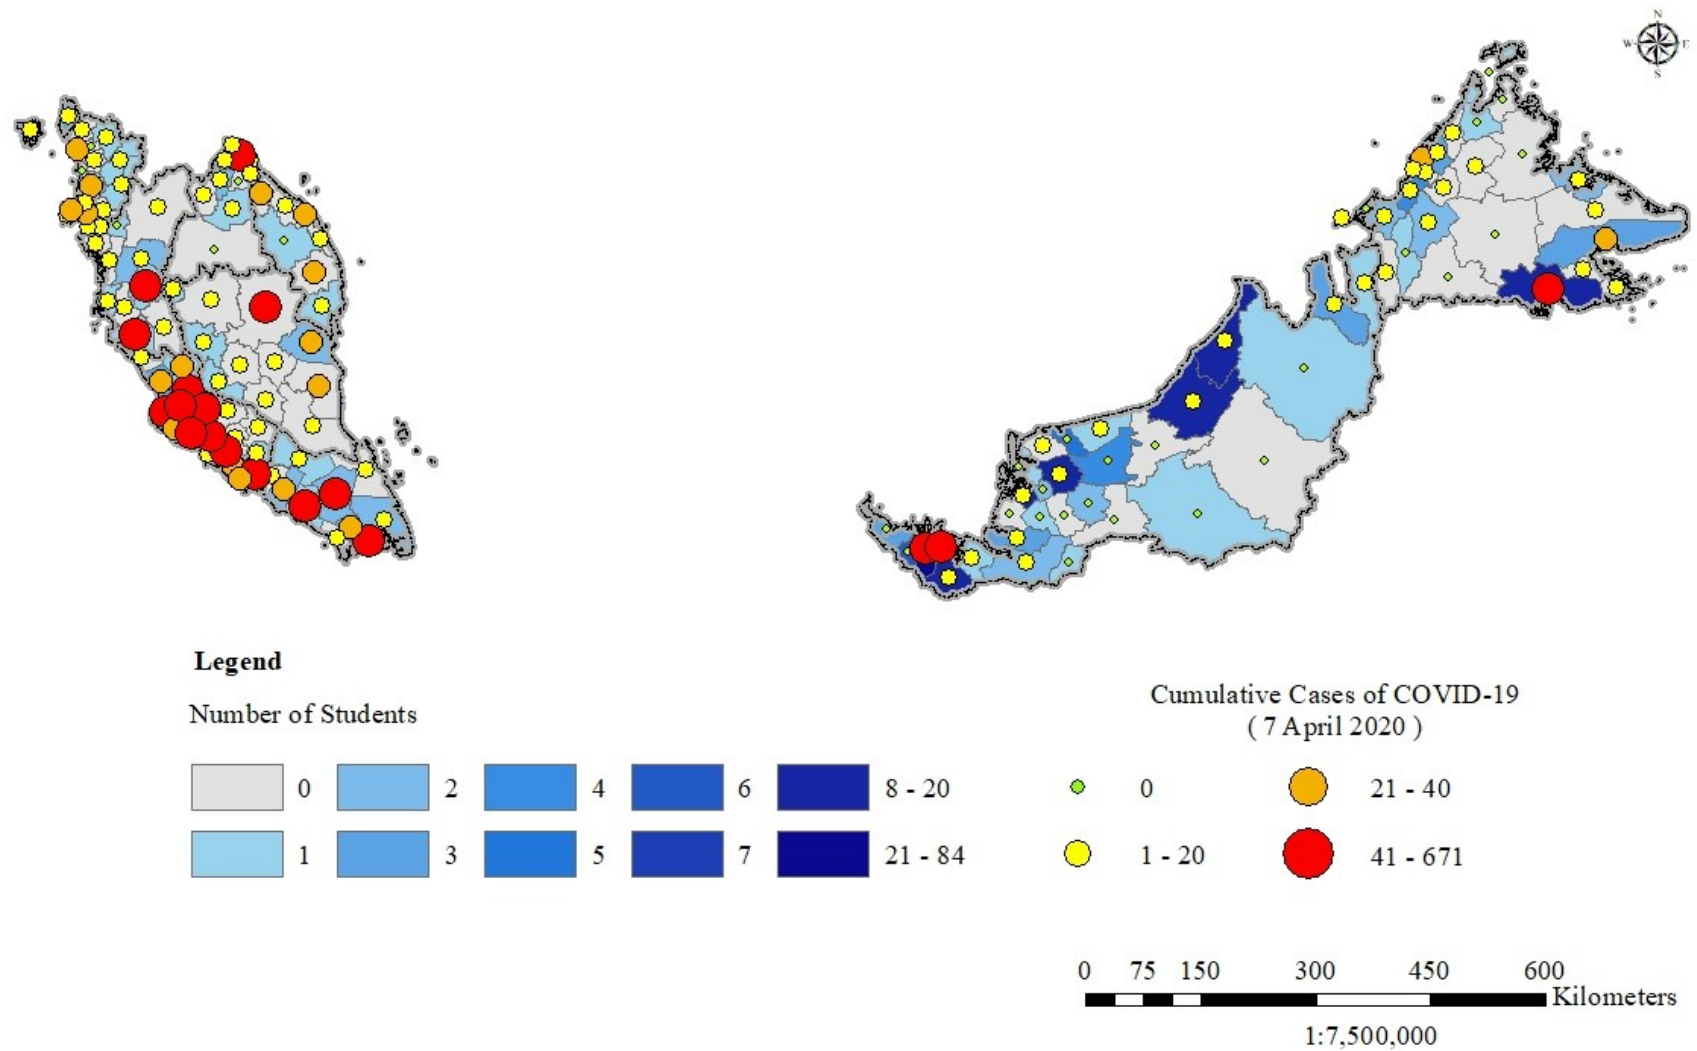 N
W E
S
Legend
Number of Students
0 2 4 6 8 - 20
1 3 5 7 21 - 84
Cumulative Cases of COVID-19
( 7 April 2020 )
0 21 - 40
1 - 20 41 - 671
0 75 150 300 450 600
Kilometers
1:7,500,000